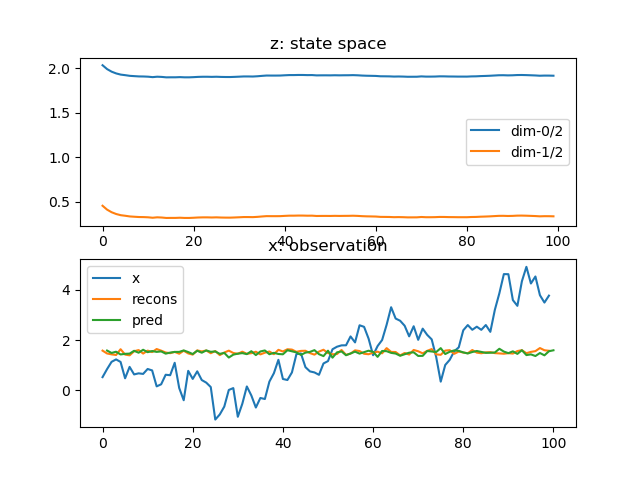 z: state space
2.0
1.5
1.0
0.5
dim-0/2
dim-1/2
0 20 40 60 80 100
x: observation
4
2
0
x
recons
pred
0 20 40 60 80 100